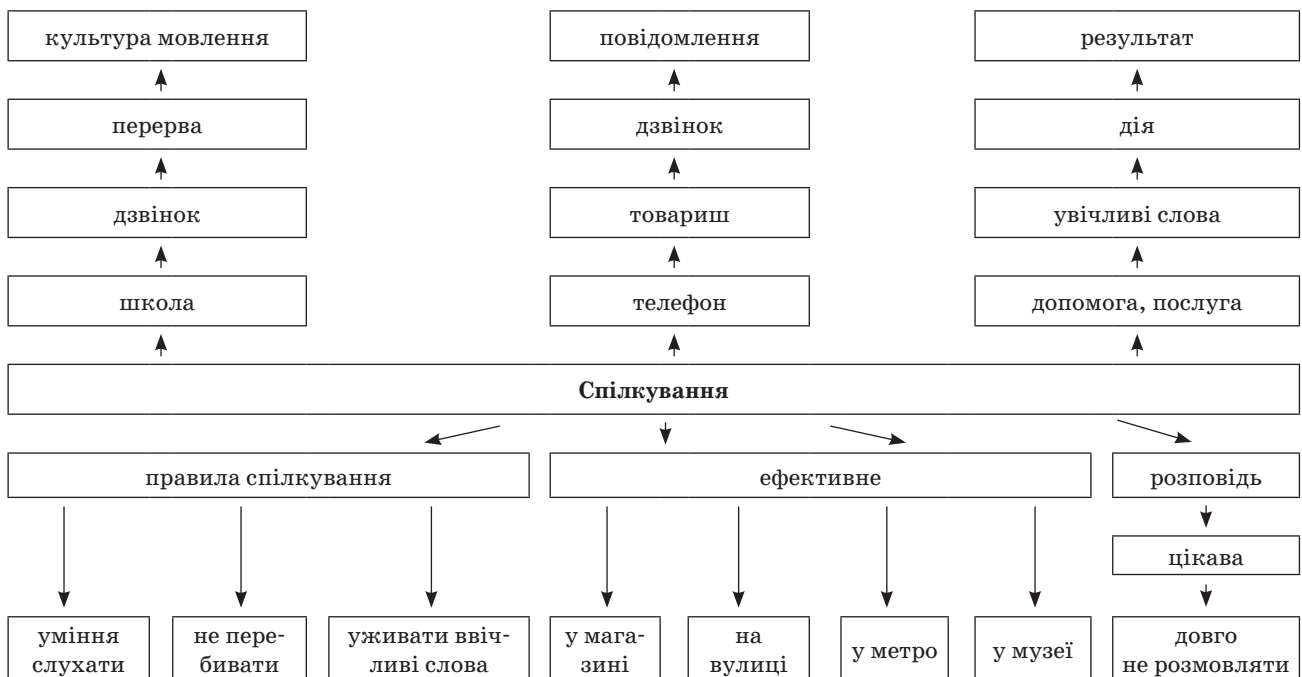 культура мовлення
повідомлення
результат
перерва
дзвінок
дія
дзвінок
товариш
увічливі слова
школа
телефон
допомога, послуга
Спілкування
правила спілкування
ефективне
розповідь
цікава
уміння
слухати
не пере-
бивати
уживати ввіч-
ливі слова
у мага-
зині
на
вулиці
у метро
у музеї
довго
не розмовляти